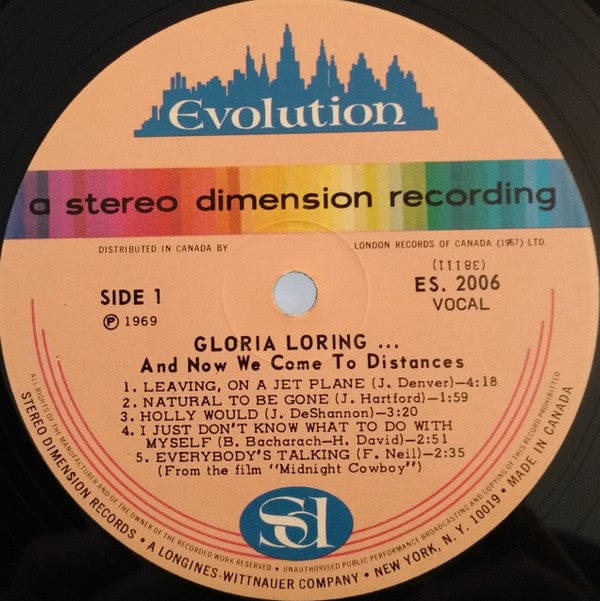 Evolution
a stereo dimension recording
DISTRIBUTED IN CANADA BY LONDON RECORDS OF CANADA (1967) LTD.
(III8E)
SIDE 1
ES. 2006
℗ 1969
VOCAL
GLORIA LORING ...
And Now We Come To Distances
1. LEAVING, ON A JET PLANE (J. Denver)—4:18
2. NATURAL TO BE GONE (J. Hartford)—1:59
3. HOLLY WOULD (J. DeShannon)—3:20
4. I JUST DON'T KNOW WHAT TO DO WITH
MYSELF (B. Bacharach—H. David)—2:51
5. EVERYBODY'S TALKING (F. Neil)—2:35
(From the film "Midnight Cowboy")
SD
ALL RIGHTS OF THE MANUFACTURER AND OF THE OWNER OF THE RECORDED WORK RESERVED • UNAUTHORISED PUBLIC PERFORMANCE BROADCASTING AND COPYING OF THIS RECORD PROHIBITED
STEREO DIMENSION RECORDS • A LONGINES-WITTNAUER COMPANY • NEW YORK, N.Y. 10019 • MADE IN CANADA